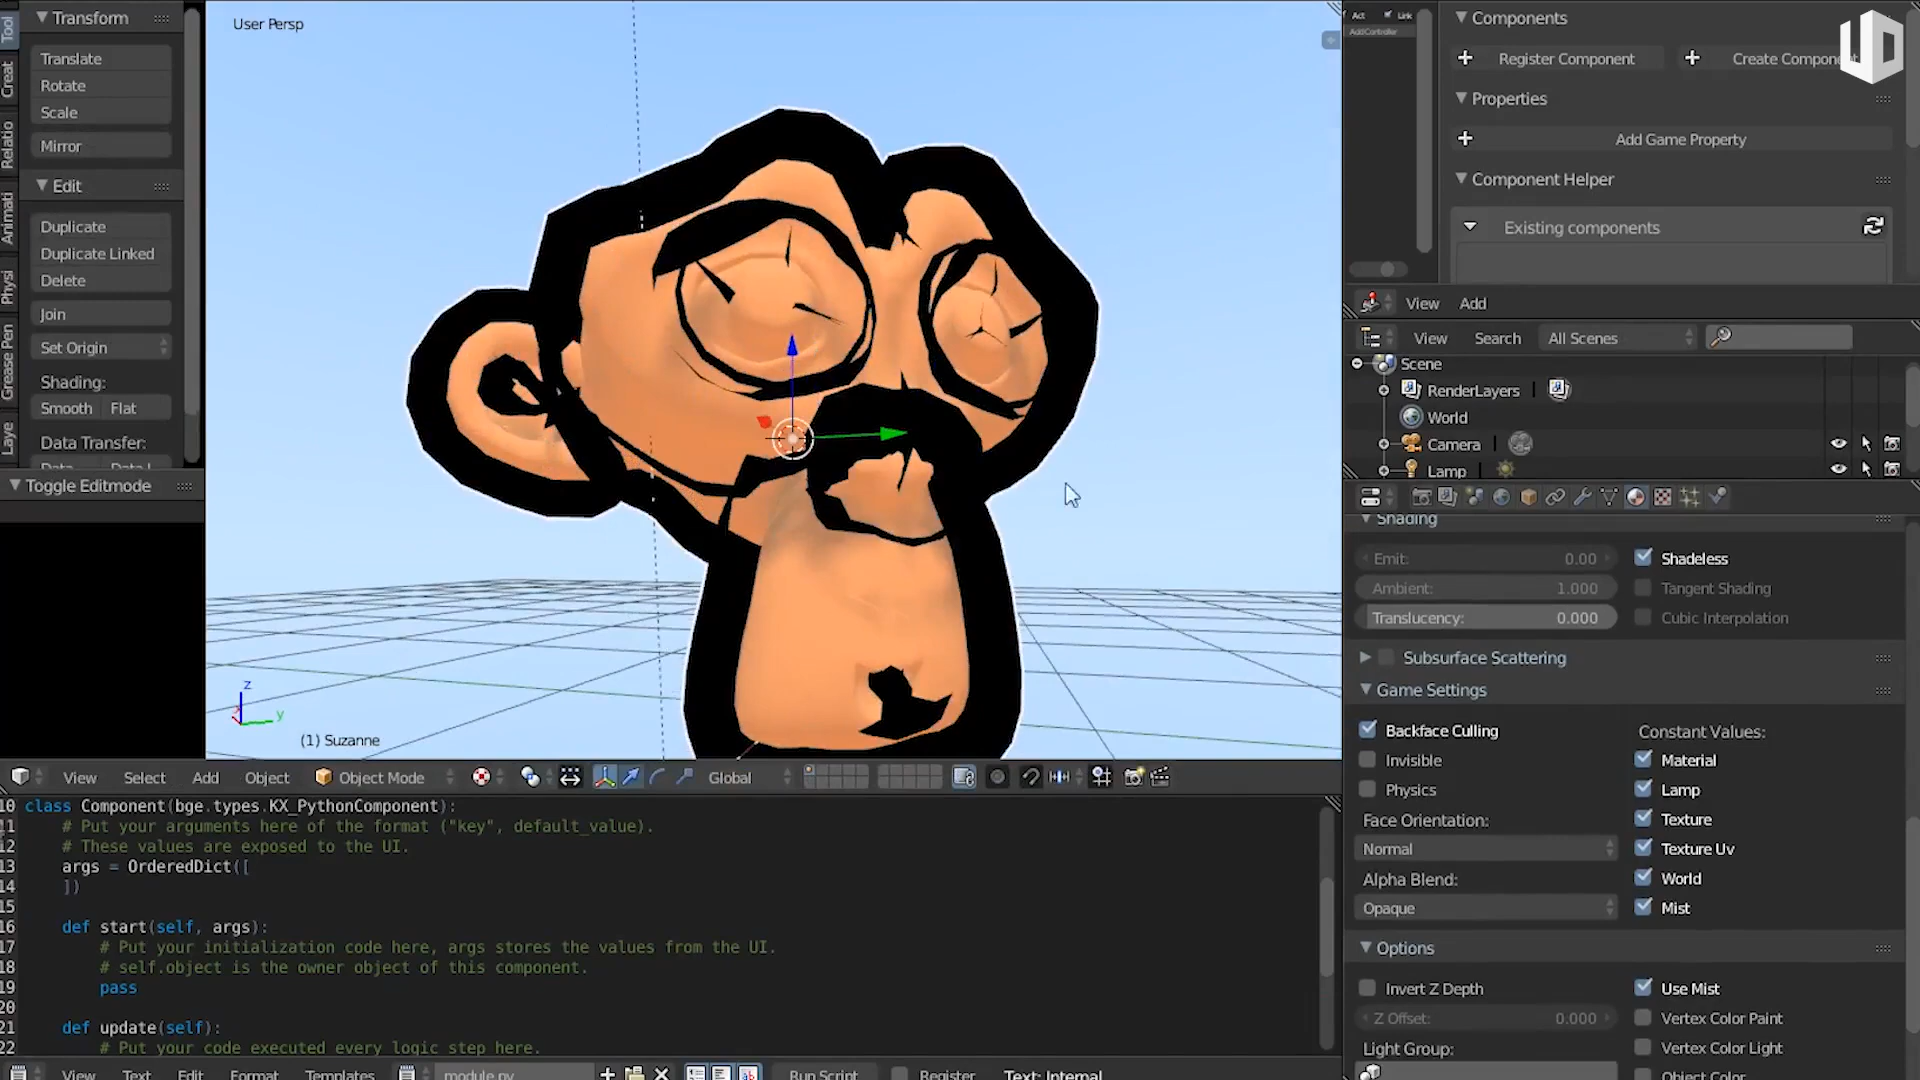 Tool
Creat
Relatio
Animati
Physi
Grease Pen
Laye
Transform
Translate
Rotate
Scale
Mirror
Edit
Duplicate
Duplicate Linked
Delete
Join
Set Origin
Shading:
Smooth Flat
Data Transfer:
Toggle Editmode
User Persp
z
y
(1) Suzanne
View Select Add Object Object Mode Global
10 class Component(bge.types.KX_PythonComponent):
11 # Put your arguments here of the format ("key", default_value).
12 # These values are exposed to the UI.
13 args = OrderedDict([
14 ])
15
16 def start(self, args):
17 # Put your initialization code here, args stores the values from the UI.
18 # self.object is the owner object of this component.
19 pass
20
21 def update(self):
22 # Put your code executed every logic step here.
View Text Edit Format Templates module.py Run Script Register Text: Internal
Act Link
AddController
Components
Register Component Create Compon
Properties
Add Game Property
Component Helper
Existing components
View Add
View Search All Scenes
Scene
RenderLayers
World
Camera
Lamp
Shading
Emit: 0.00 Shadeless
Ambient: 1.000 Tangent Shading
Translucency: 0.000 Cubic Interpolation
Subsurface Scattering
Game Settings
Backface Culling Constant Values:
Invisible Material
Physics Lamp
Face Orientation: Texture
Normal Texture Uv
Alpha Blend: World
Opaque Mist
Options
Invert Z Depth Use Mist
Z Offset: 0.000 Vertex Color Paint
Light Group: Vertex Color Light
Object Color
UD